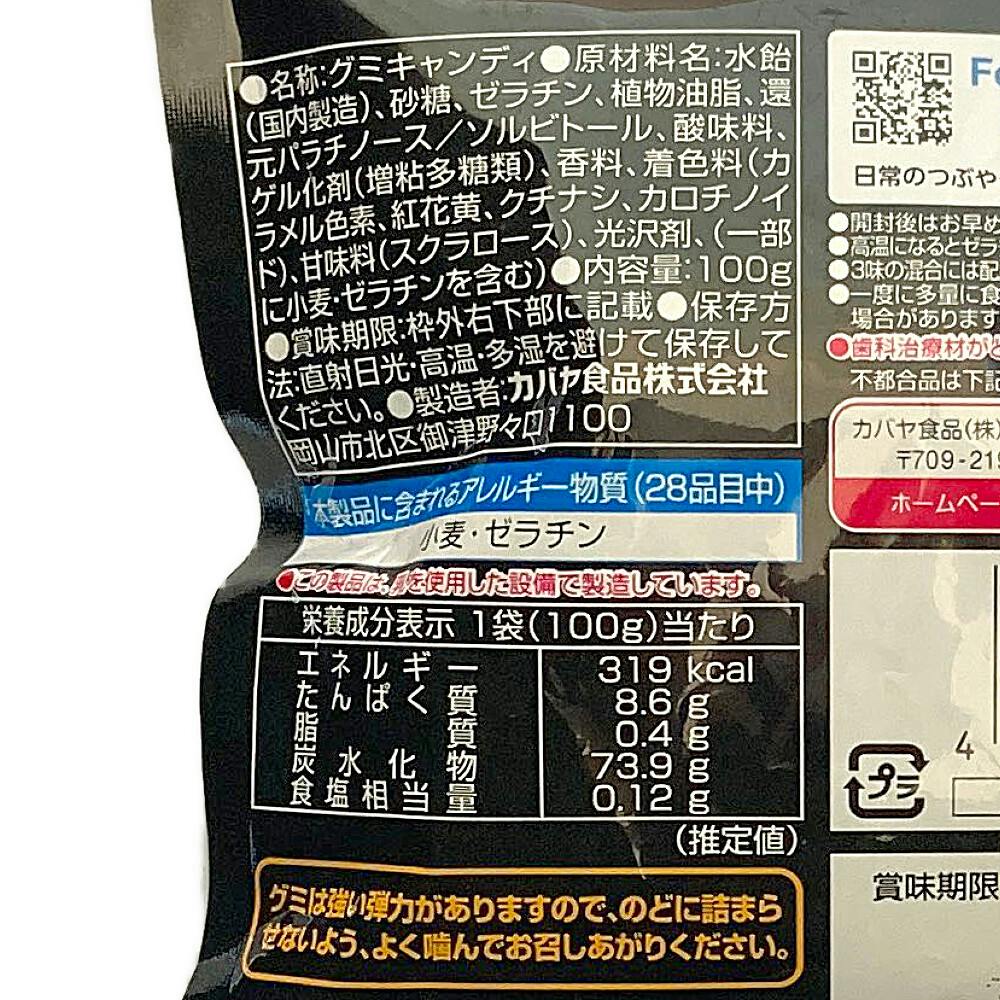 ●名称:グミキャンディ●原材料名:水飴
(国内製造)、砂糖、ゼラチン、植物油脂、還
元パラチノース/ソルビトール、酸味料、
ゲル化剤(増粘多糖類)、香料、着色料(カ
ラメル色素、紅花黄、クチナシ、カロチノイ
ド)、甘味料(スクラロース)、光沢剤、(一部
に小麦・ゼラチンを含む)●内容量:100g
●賞味期限:枠外右下部に記載●保存方
法:直射日光・高温・多湿を避けて保存して
ください。●製造者:カバヤ食品株式会社
岡山市北区御津野々口1100
本製品に含まれるアレルギー物質(28品目中)
小麦・ゼラチン
●この製品は、卵を使用した設備で製造しています。
栄養成分表示 1袋(100g)当たり
エネルギー 319 kcal
たんぱく質 8.6 g
脂質 0.4 g
炭水化物 73.9 g
食塩相当量 0.12 g
(推定値)
グミは強い弾力がありますので、のどに詰まら
せないよう、よく噛んでお召しあがりください。
日常のつぶや
●開封後はお早め
●高温になるとゼラ
●3味の混合には配
●一度に多量に食
場合があります
●歯科治療材がと
不都合品は下記
カバヤ食品(株)
〒709-219
ホームペー
4
プラ
賞味期限